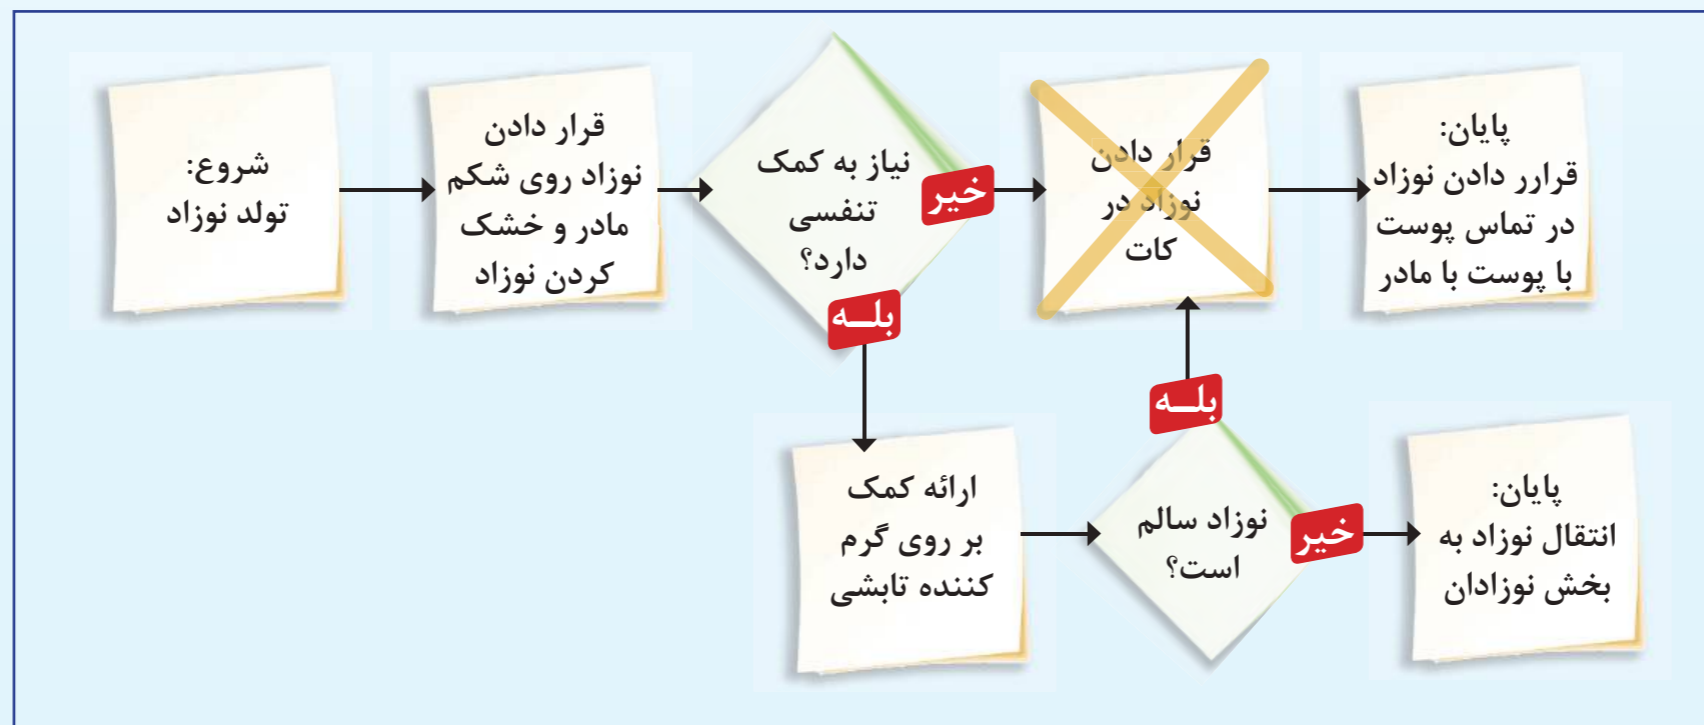 شروع:
تولد نوزاد
قرار دادن
نوزاد روی شکم
مادر و خشک
کردن نوزاد
نیاز به کمک
تنفسی
دارد؟
خیر
بلــه
قرار دادن
نوزاد در
کات
پایان:
قرارر دادن نوزاد
در تماس پوست
با پوست با مادر
ارائه کمک
بر روی گرم
کننده تابشی
نوزاد سالم
است؟
بلــه
خیر
پایان:
انتقال نوزاد به
بخش نوزادان